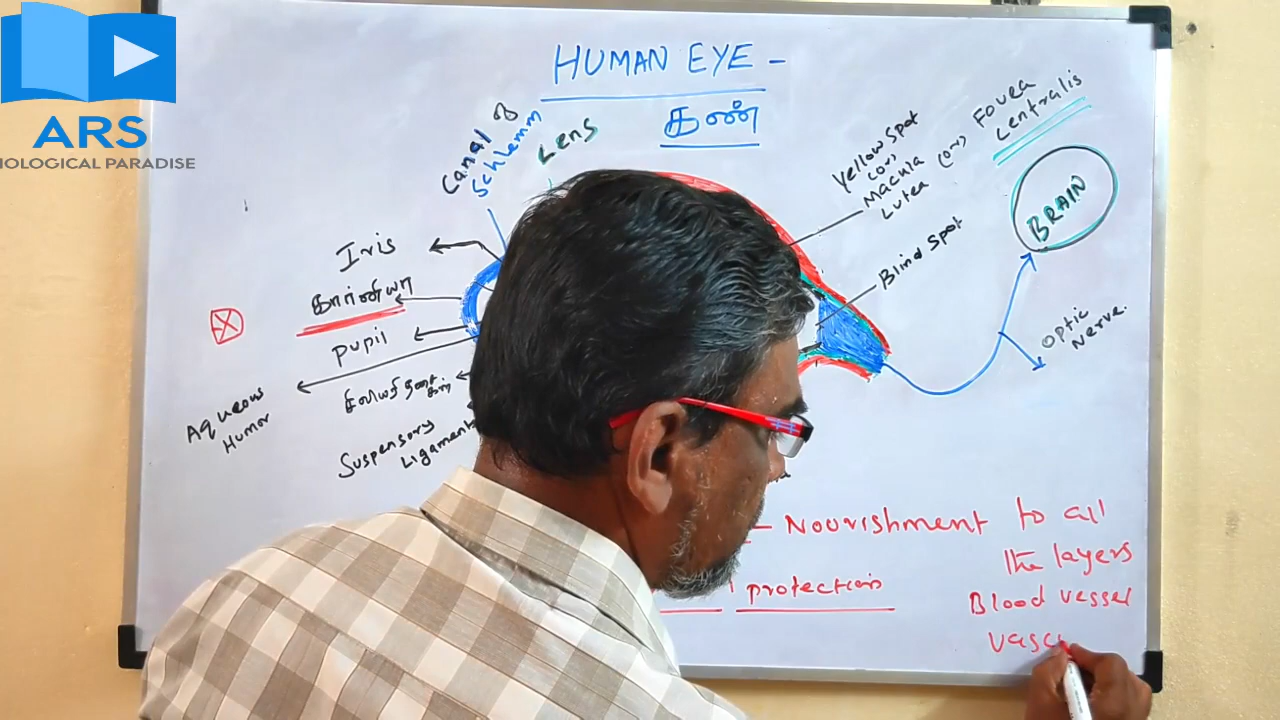 ARS
IOLOGICAL PARADISE
HUMAN EYE -
கண்
Canal of
Schlemm
Lens
Yellow spot
(or)
Macula
Lutea (or) Fovea
Centralis
BRAIN
Blind Spot
Optic
Nerve.
Iris
கார்னியா
Pupil
Aqueous
Humor
Suspensory
Ligament
- Nourishment to all
the layers
Blood vessel
Vasc
protection